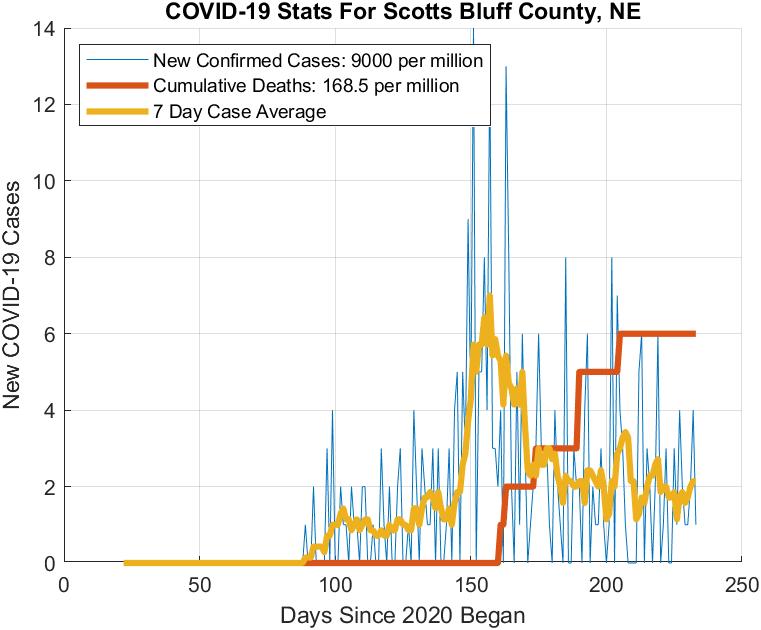 COVID-19 Stats For Scotts Bluff County, NE
New Confirmed Cases: 9000 per million
Cumulative Deaths: 168.5 per million
7 Day Case Average
New COVID-19 Cases
14
12
10
8
6
4
2
0
0 50 100 150 200 250
Days Since 2020 Began